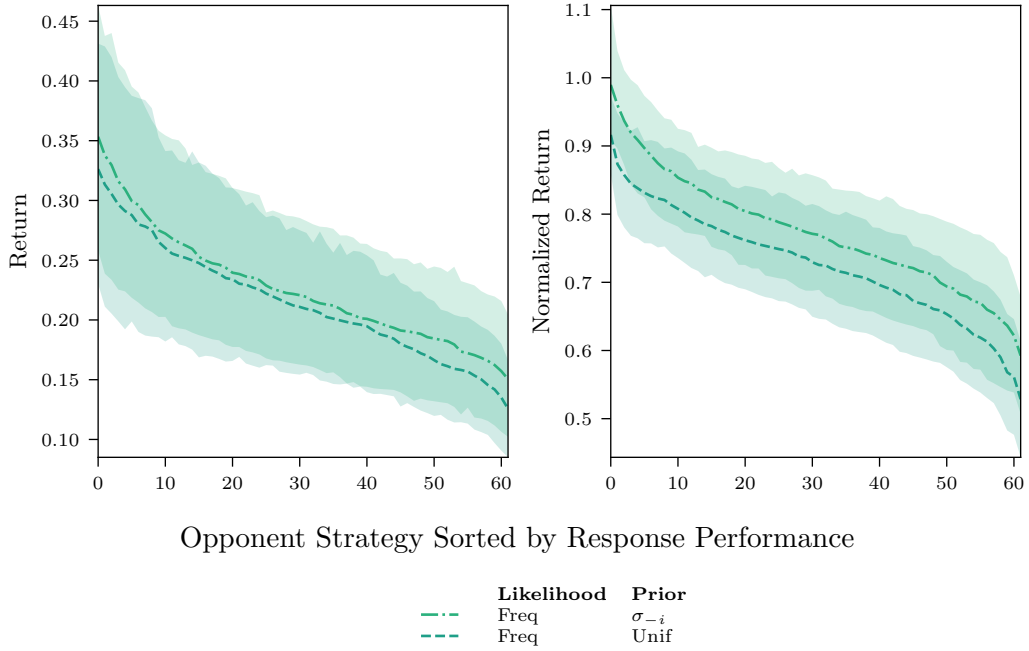 Return
0.45
0.40
0.35
0.30
0.25
0.20
0.15
0.10
0 10 20 30 40 50 60
Normalized Return
1.1
1.0
0.9
0.8
0.7
0.6
0.5
0 10 20 30 40 50 60
Opponent Strategy Sorted by Response Performance
Likelihood Prior
Freq σ₋ᵢ
Freq Unif